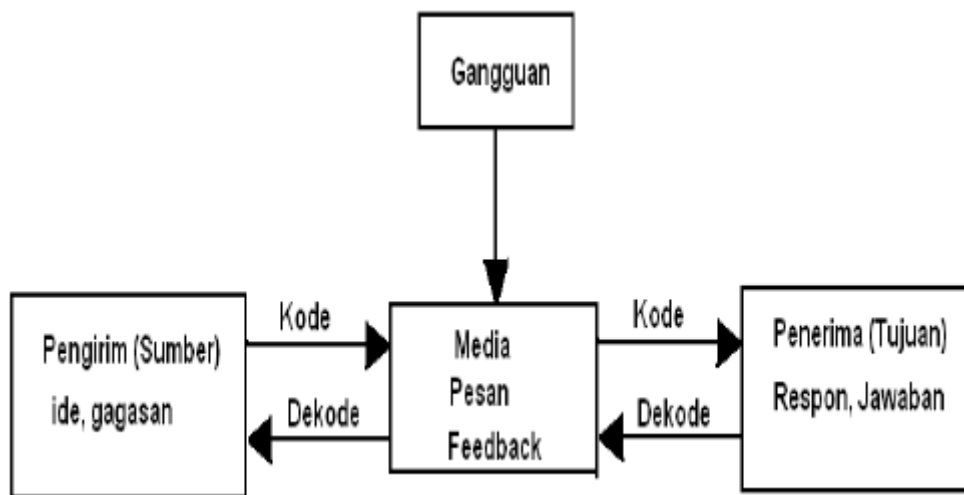 Gangguan
Pengirim (Sumber)
ide, gagasan
Kode
Dekode
Media
Pesan
Feedback
Kode
Dekode
Penerima (Tujuan)
Respon, Jawaban